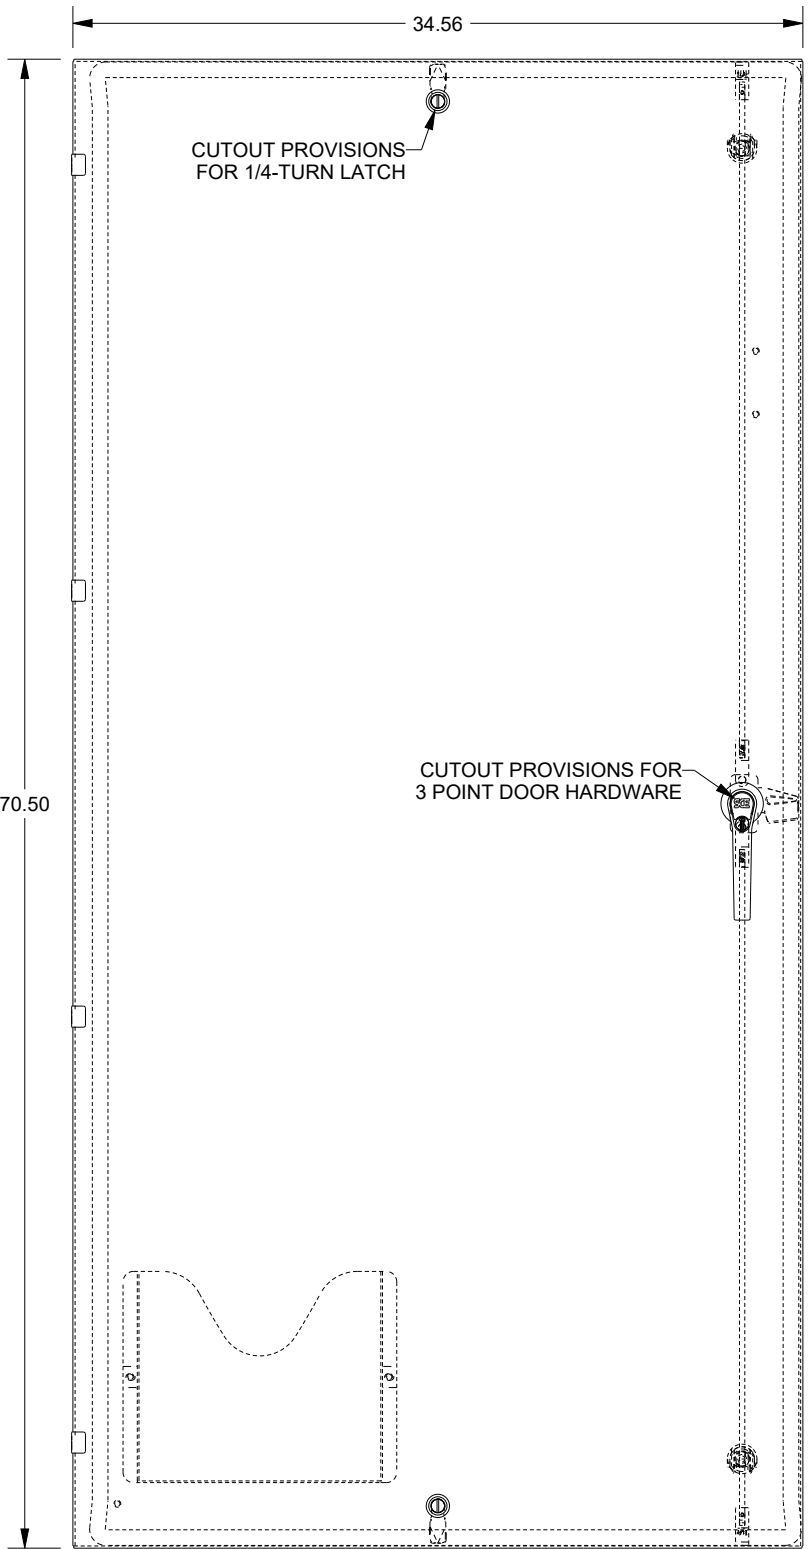 34.56
CUTOUT PROVISIONS
FOR 1/4-TURN LATCH
CUTOUT PROVISIONS FOR
3 POINT DOOR HARDWARE
70.50